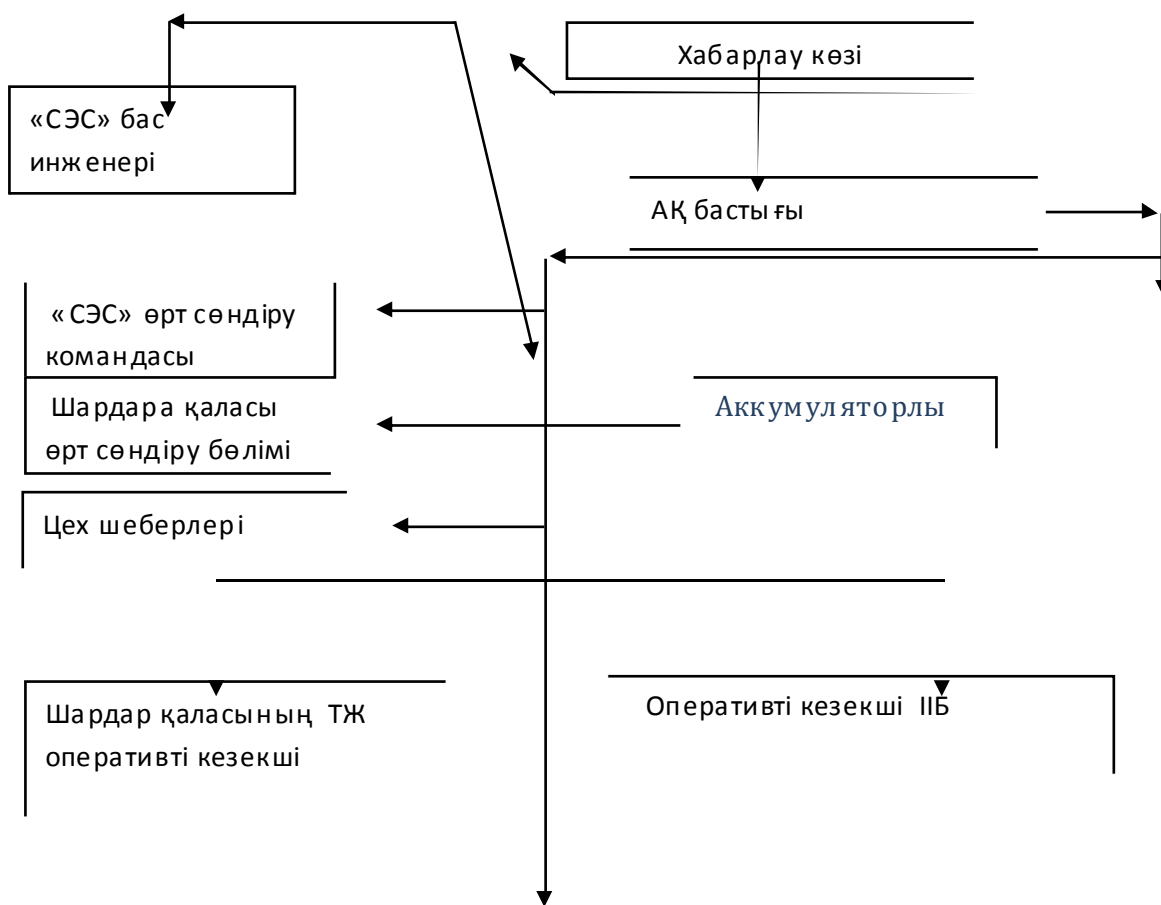 Хабарлау көзі
«СЭС» бас
инженері
АҚ бастығы
«СЭС» өрт сөндіру
командасы
Шардара қаласы
өрт сөндіру бөлімі
Аккумуляторлы
Цех шеберлері
Шардар қаласының ТЖ
оперативті кезекші
Оперативті кезекші ІІБ